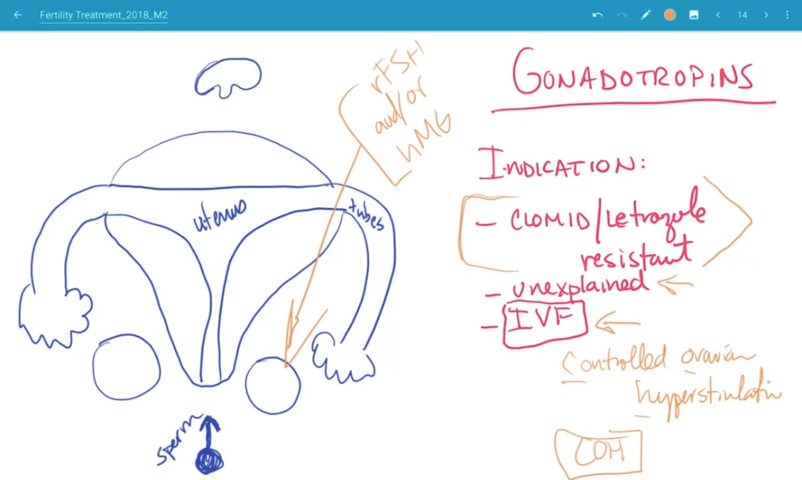 Fertility Treatment_2018_M2
14
rFSH
and/or
hMG
uterus
tubes
sperm
GONADOTROPINS
INDICATION:
- CLOMID/Letrozole
resistant
- unexplained
- IVF
Controlled ovarian
hyperstimulatin
COH